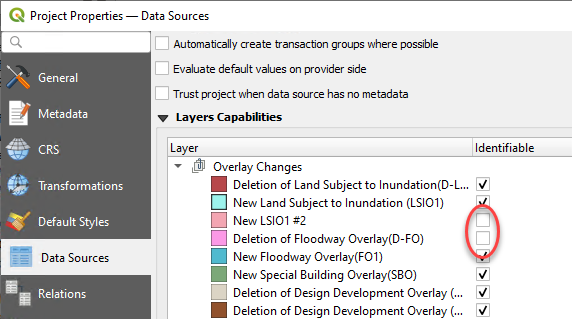 Project Properties — Data Sources
General
Metadata
CRS
Transformations
Default Styles
Data Sources
Relations
Automatically create transaction groups where possible
Evaluate default values on provider side
Trust project when data source has no metadata
Layers Capabilities
Layer Identifiable
Overlay Changes
Deletion of Land Subject to Inundation(D-L...
New Land Subject to Inundation (LSIO1)
New LSIO1 #2
Deletion of Floodway Overlay(D-FO)
New Floodway Overlay(FO1)
New Special Building Overlay(SBO)
Deletion of Design Development Overlay (...
Deletion of Design Development Overlay (...